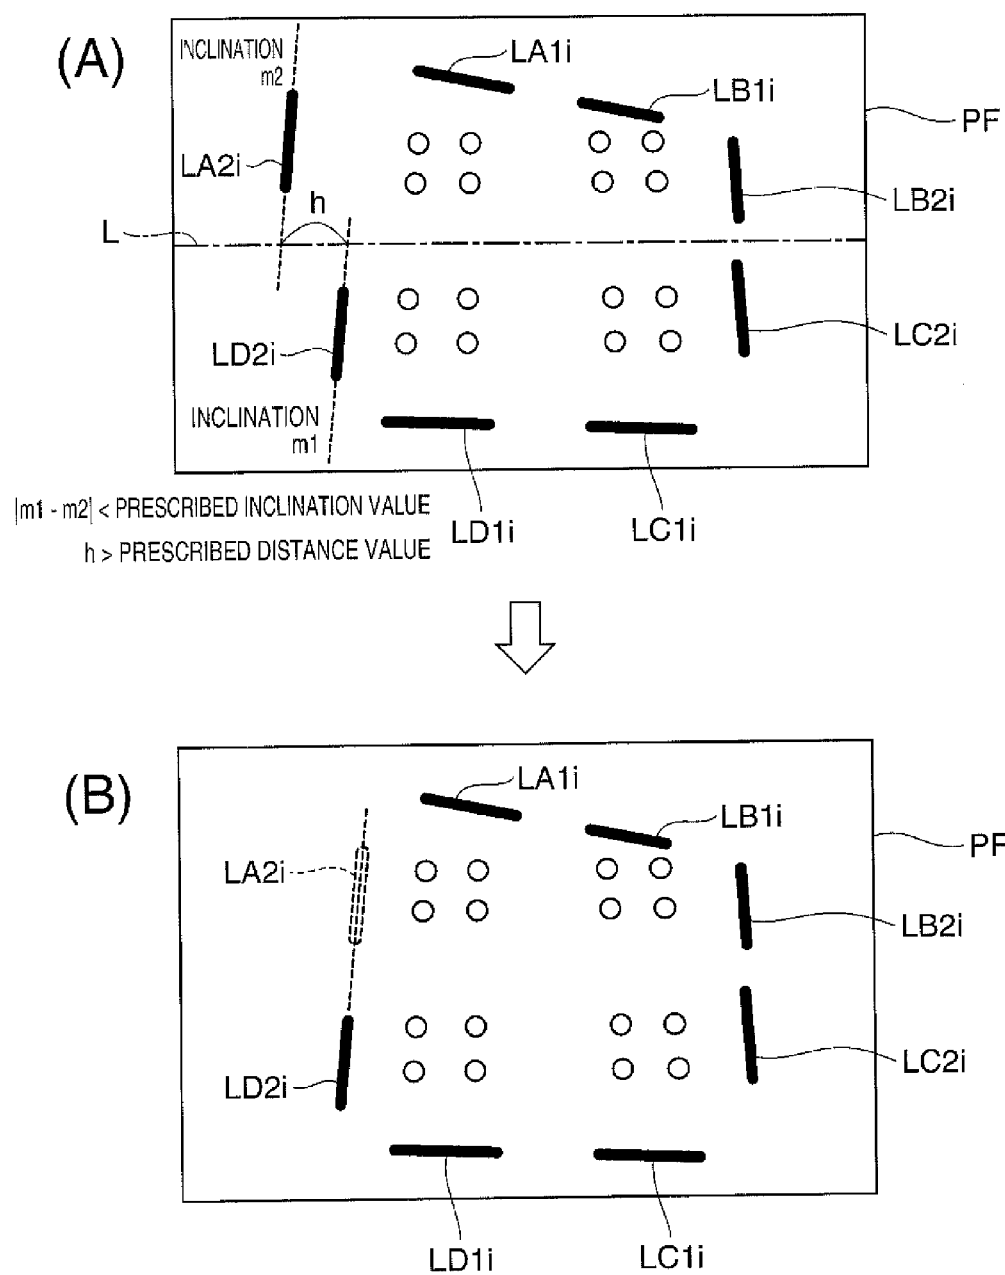 (A)
INCLINATION
m2
LA1i
LB1i
PF
LA2i
h
LB2i
L
LD2i
LC2i
INCLINATION
m1
|m1 - m2| < PRESCRIBED INCLINATION VALUE
h > PRESCRIBED DISTANCE VALUE
LD1i
LC1i
(B)
LA1i
LB1i
PF
LA2i
LB2i
LD2i
LC2i
LD1i
LC1i